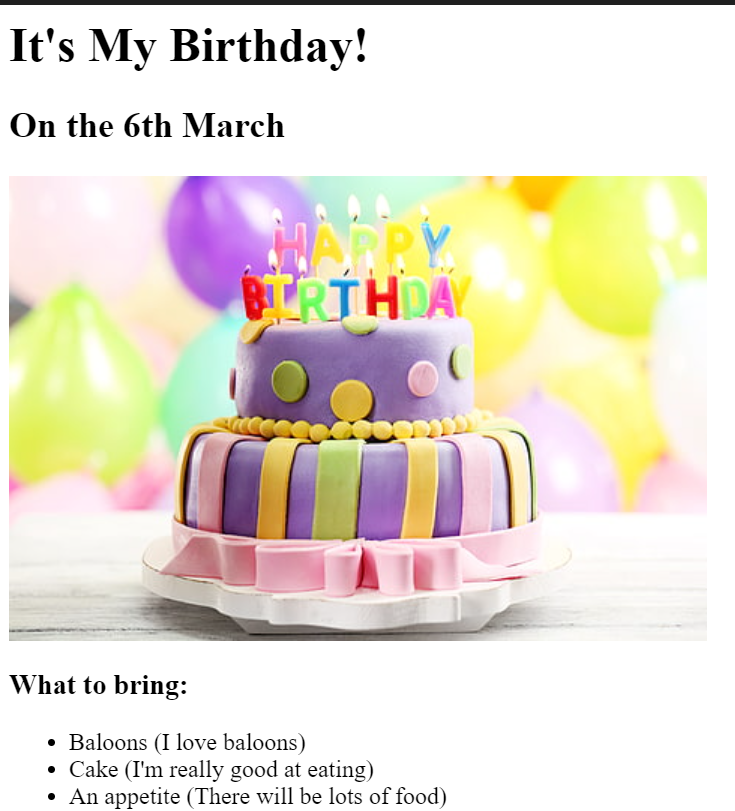 It's My Birthday!
On the 6th March
HAPPY
BIRTHDAY
What to bring:
Baloons (I love baloons)
Cake (I'm really good at eating)
An appetite (There will be lots of food)